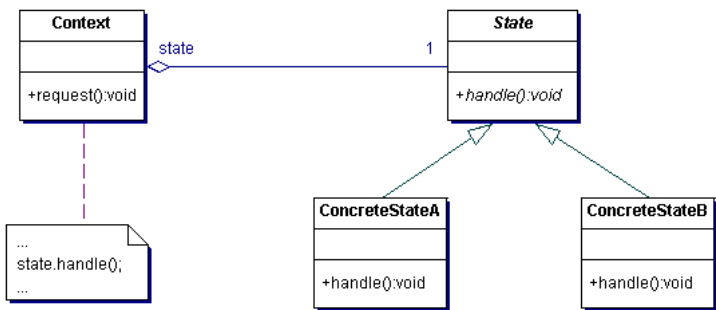 Context
+request():void
state
1
State
+handle():void
...
state.handle();
...
ConcreteStateA
+handle():void
ConcreteStateB
+handle():void